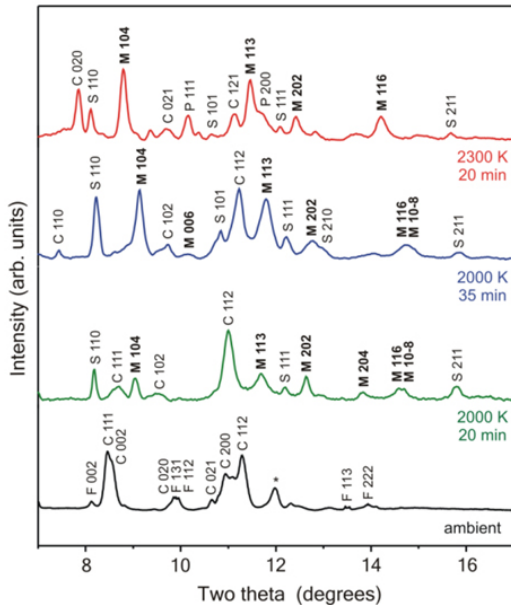 C 020
S 110
M 104
C 021
P 111
S 101
C 121
M 113
P 200
S 111
M 202
M 116
S 211
2300 K
20 min
C 110
S 110
M 104
C 102
M 006
S 101
C 112
M 113
S 111
M 202
S 210
M 116
M 10-8
S 211
2000 K
35 min
S 110
C 111
M 104
C 102
C 112
M 113
S 111
M 202
M 204
M 116
M 10-8
S 211
2000 K
20 min
F 002
C 111
C 002
C 020
F 131
F 112
C 021
C 200
C 112
*
F 113
F 222
ambient
Intensity (arb. units)
8 10 12 14 16
Two theta (degrees)